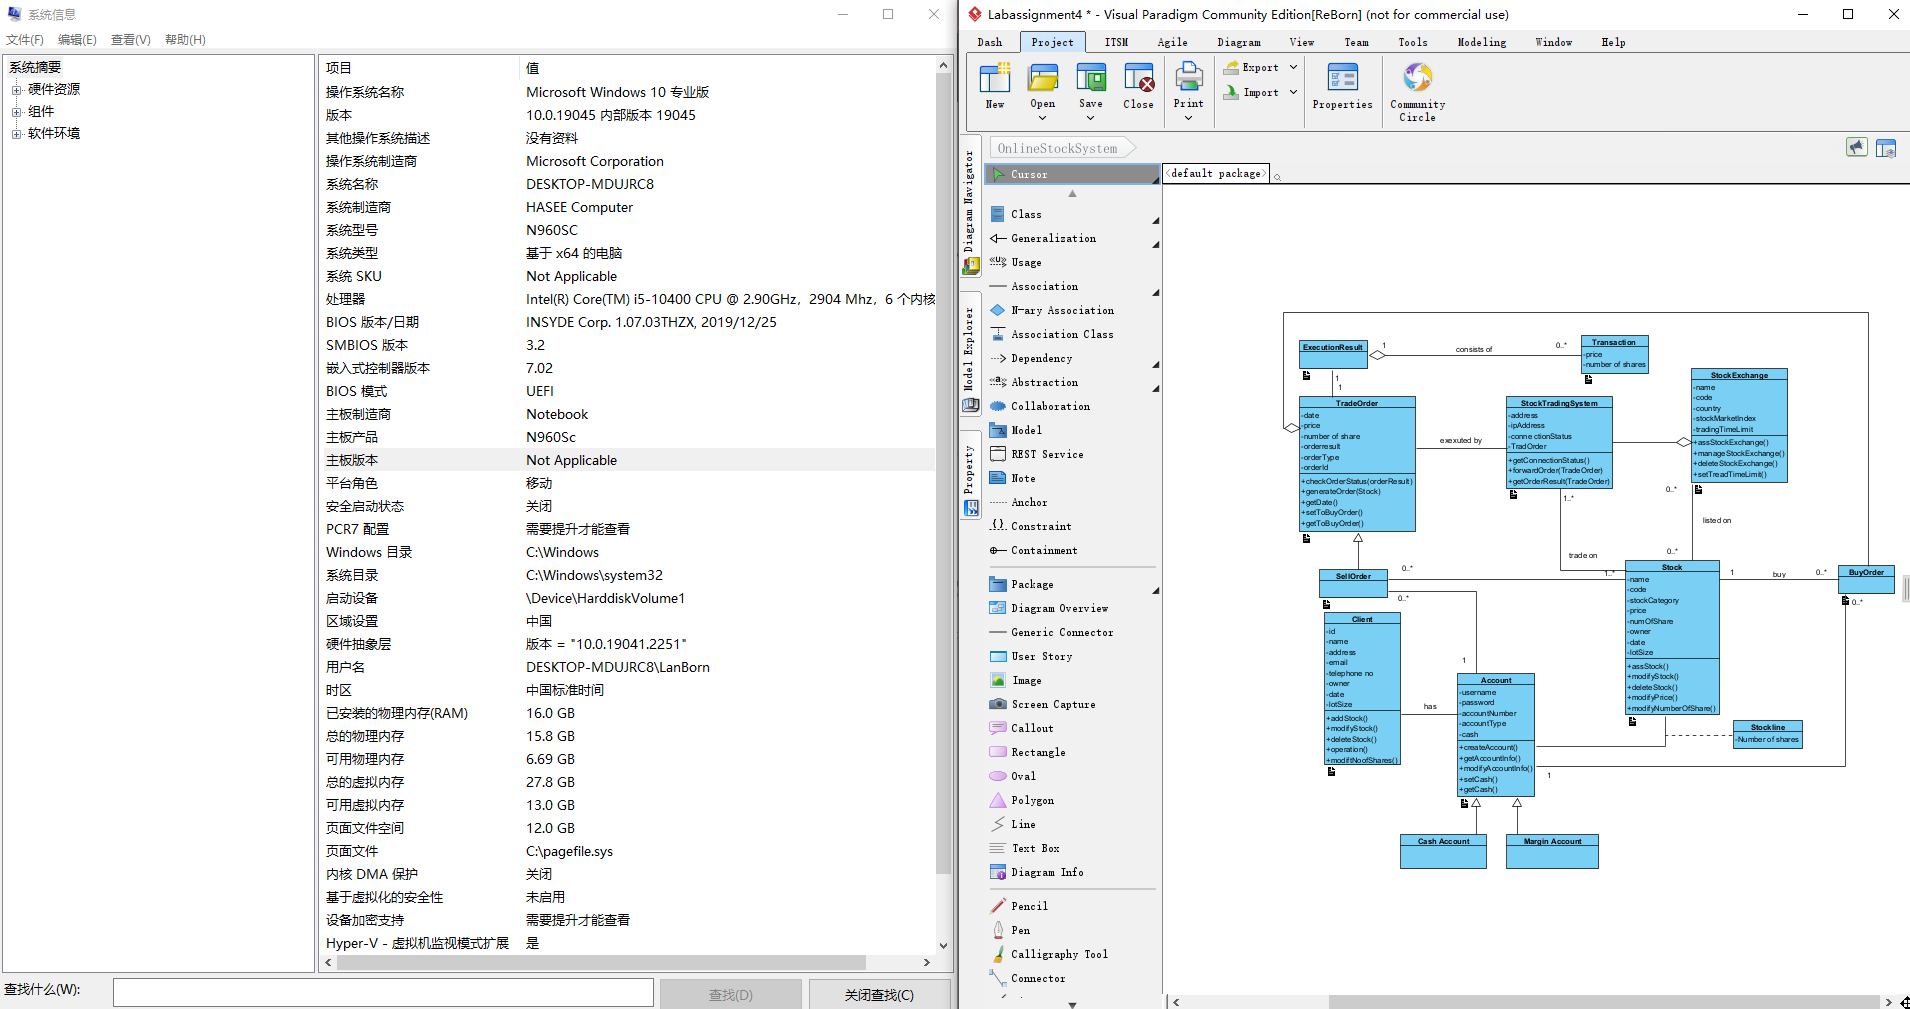 系统信息
文件(F) 编辑(E) 查看(V) 帮助(H)
系统摘要
硬件资源
组件
软件环境
项目 值
操作系统名称 Microsoft Windows 10 专业版
版本 10.0.19045 内部版本 19045
其他操作系统描述 没有资料
操作系统制造商 Microsoft Corporation
系统名称 DESKTOP-MDUJRC8
系统制造商 HASEE Computer
系统型号 N960SC
系统类型 基于 x64 的电脑
系统 SKU Not Applicable
处理器 Intel(R) Core(TM) i5-10400 CPU @ 2.90GHz，2904 Mhz，6 个内核
BIOS 版本/日期 INSYDE Corp. 1.07.03THZX, 2019/12/25
SMBIOS 版本 3.2
嵌入式控制器版本 7.02
BIOS 模式 UEFI
主板制造商 Notebook
主板产品 N960Sc
主板版本 Not Applicable
平台角色 移动
安全启动状态 关闭
PCR7 配置 需要提升才能查看
Windows 目录 C:\Windows
系统目录 C:\Windows\system32
启动设备 \Device\HarddiskVolume1
区域设置 中国
硬件抽象层 版本 = "10.0.19041.2251"
用户名 DESKTOP-MDUJRC8\LanBorn
时区 中国标准时间
已安装的物理内存(RAM) 16.0 GB
总的物理内存 15.8 GB
可用物理内存 6.69 GB
总的虚拟内存 27.8 GB
可用虚拟内存 13.0 GB
页面文件空间 12.0 GB
页面文件 C:\pagefile.sys
内核 DMA 保护 关闭
基于虚拟化的安全性 未启用
设备加密支持 需要提升才能查看
Hyper-V - 虚拟机监视模式扩展 是
查找什么(W):
查找(D)
关闭查找(C)
Labassignment4 * - Visual Paradigm Community Edition[ReBorn] (not for commercial use)
Dash Project ITSM Agile Diagram View Team Tools Modeling Window Help
New Open Save Close Print
Export
Import
Properties
Community Circle
OnlineStockSystem
Diagram Navigator
Model Explorer
Property
<default package>
Cursor
Class
Generalization
Usage
Association
N-ary Association
Association Class
Dependency
Abstraction
Collaboration
Model
REST Service
Note
Anchor
Constraint
Containment
Package
Diagram Overview
Generic Connector
User Story
Image
Screen Capture
Callout
Rectangle
Oval
Polygon
Line
Text Box
Diagram Info
Pencil
Pen
Calligraphy Tool
Connector
ExecutionResult
1
consists of
0..*
Transaction
-price
-number of shares
1
1
TradeOrder
-date
-price
-number of share
-orderresult
-orderType
-orderId
+checkOrderStatus(orderResult)
+generateOrder(Stock)
+getDate()
+setToBuyOrder()
+getToBuyOrder()
exexuted by
StockTradingSystem
-address
-ipAddress
-connectionStatus
-TradOrder
+getConnectionStatus()
+forwardOrder(TradeOrder)
+getOrderResult(TradeOrder)
1..*
StockExchange
-name
-code
-country
-stockMarketIndex
-tradingTimeLimit
+assStockExchange()
+manageStockExchange()
+deleteStockExchange()
+setTreadTimeLimit()
0..*
listed on
0..*
trade on
1..*
SellOrder
0..*
0..*
Stock
-name
-code
-stockCategory
-price
-numOfShare
-owner
-date
-lotSize
+assStock()
+modifyStock()
+deleteStock()
+modifyPrice()
+modifyNumberOfShare()
1
buy
0..*
BuyOrder
0..*
Client
-id
-name
-address
-email
-telephone no
-owner
-date
-lotSize
+addStock()
+modifyStock()
+deleteStock()
+operation()
+modiftNoofShares()
has
1
Account
-username
-password
-accountNumber
-accountType
-cash
+createAccount()
+getAccountInfo()
+modifyAccountInfo()
+setCash()
+getCash()
1
Stockline
-Number of shares
Cash Account
Margin Account